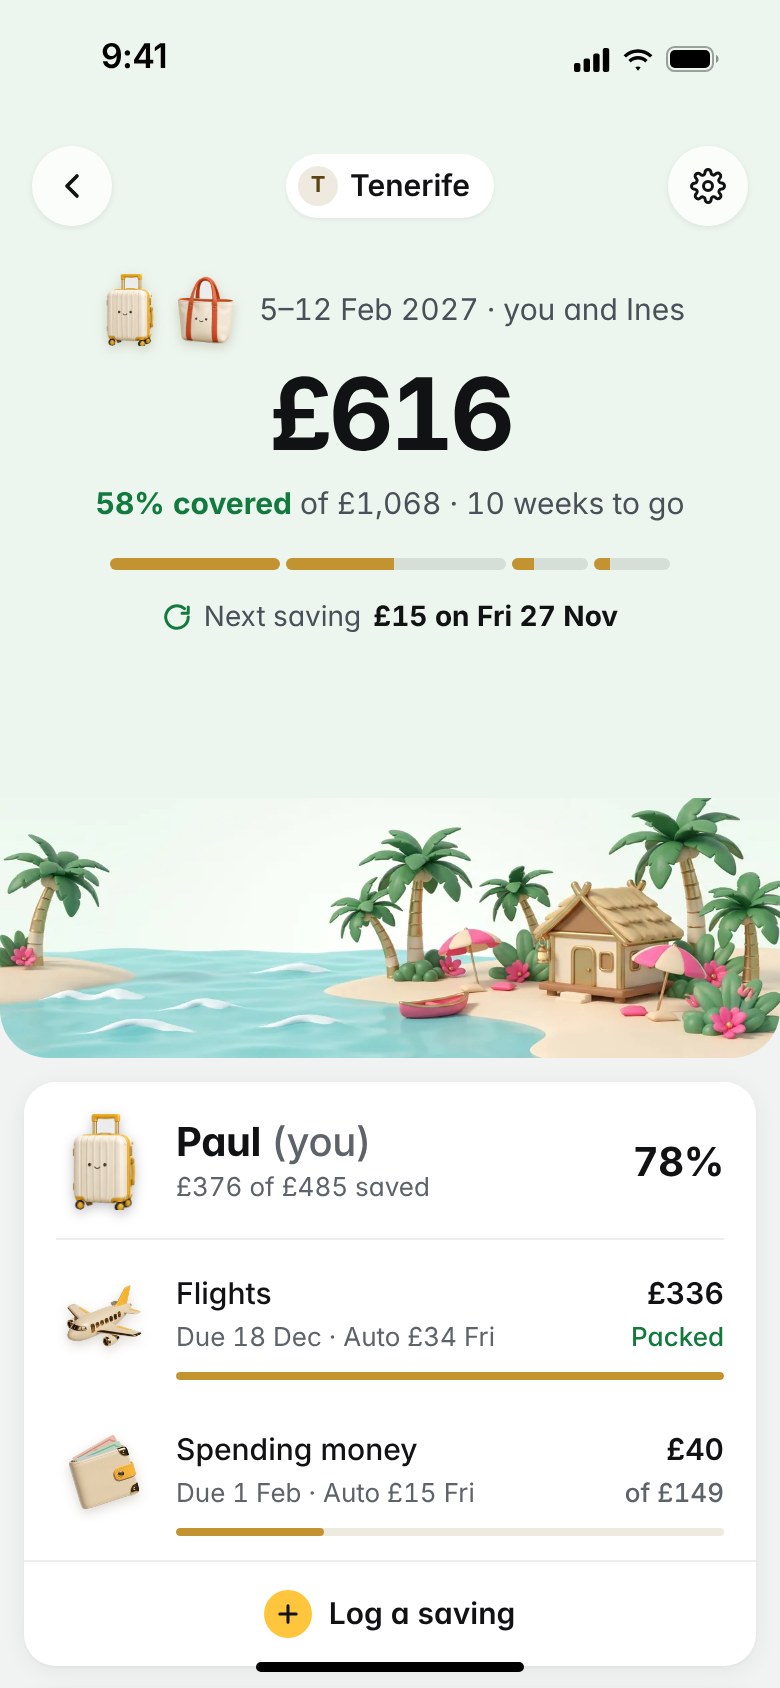 9:41
T Tenerife
5–12 Feb 2027 · you and Ines
£616
58% covered of £1,068 · 10 weeks to go
Next saving £15 on Fri 27 Nov
Paul (you)
£376 of £485 saved
78%
Flights
£336
Due 18 Dec · Auto £34 Fri
Packed
Spending money
£40
Due 1 Feb · Auto £15 Fri
of £149
Log a saving